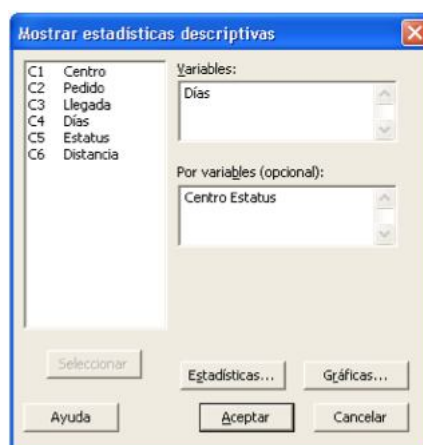 Mostrar estadísticas descriptivas
C1 Centro
C2 Pedido
C3 Llegada
C4 Días
C5 Estatus
C6 Distancia
Variables:
Días
Por variables (opcional):
Centro Estatus
Seleccionar
Estadísticas...
Gráficas...
Ayuda
Aceptar
Cancelar